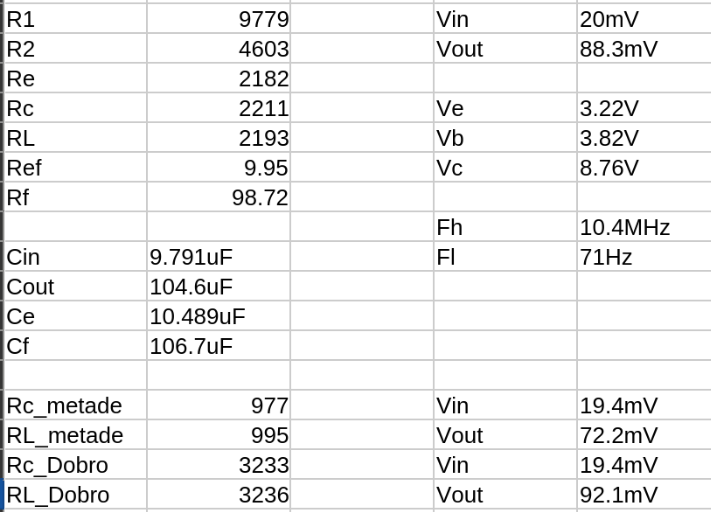 R1 9779 Vin 20mV
R2 4603 Vout 88.3mV
Re 2182
Rc 2211 Ve 3.22V
RL 2193 Vb 3.82V
Ref 9.95 Vc 8.76V
Rf 98.72
Fh 10.4MHz
Cin 9.791uF Fl 71Hz
Cout 104.6uF
Ce 10.489uF
Cf 106.7uF
Rc_metade 977 Vin 19.4mV
RL_metade 995 Vout 72.2mV
Rc_Dobro 3233 Vin 19.4mV
RL_Dobro 3236 Vout 92.1mV